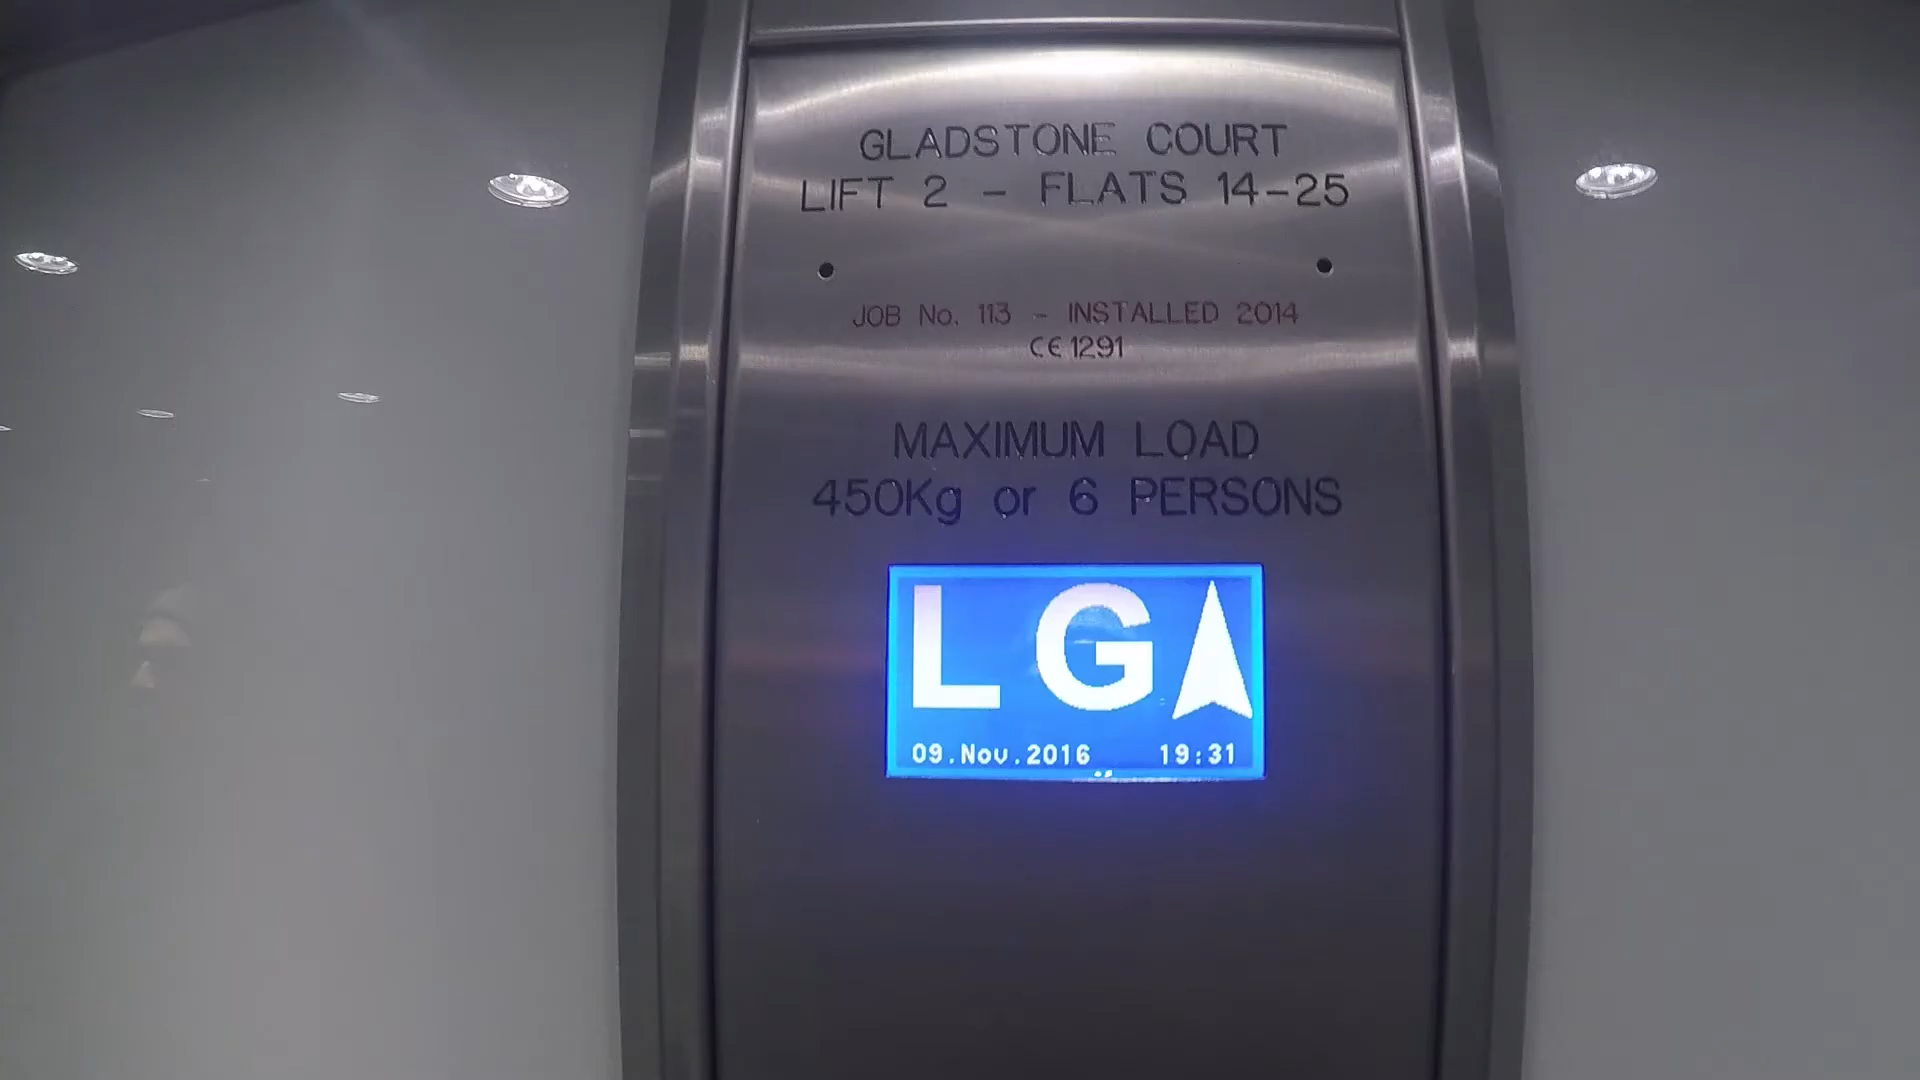 GLADSTONE COURT
LIFT 2 - FLATS 14-25
JOB No. 113 - INSTALLED 2014
CE 1291
MAXIMUM LOAD
450Kg or 6 PERSONS
LG
09.Nov.2016 19:31